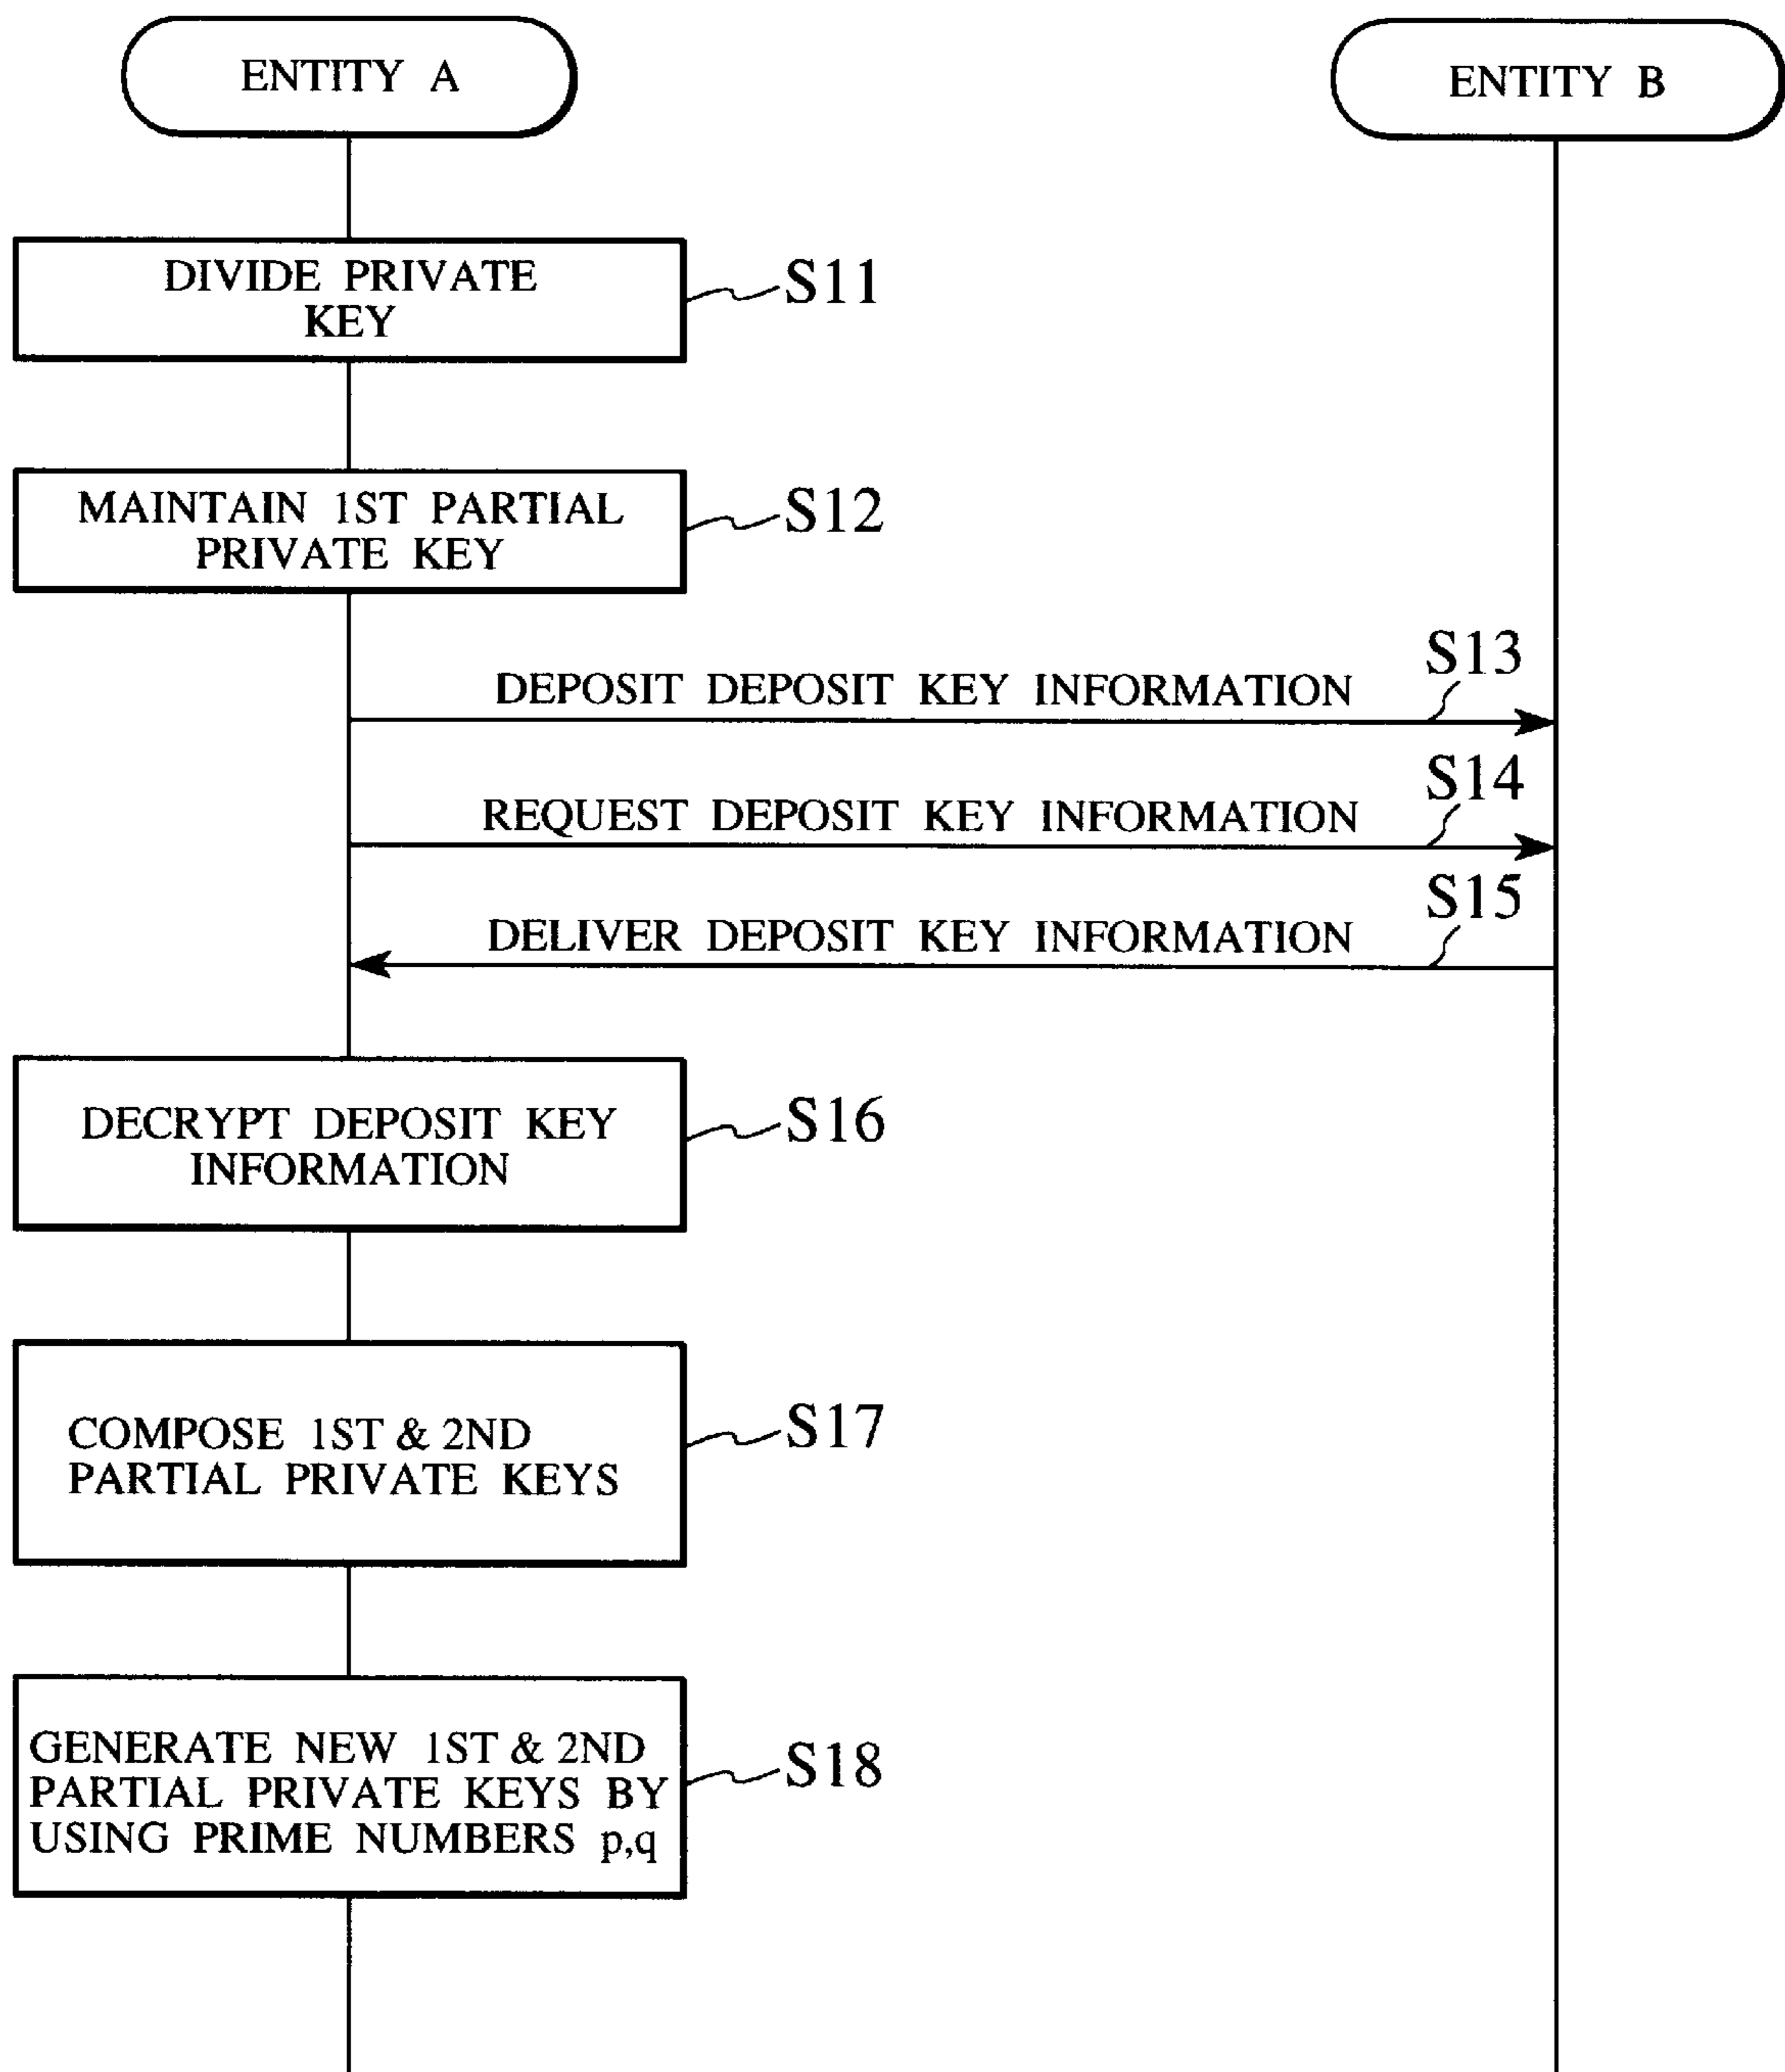 ENTITY A
ENTITY B
DIVIDE PRIVATE
KEY
S11
MAINTAIN 1ST PARTIAL
PRIVATE KEY
S12
S13
DEPOSIT DEPOSIT KEY INFORMATION
S14
REQUEST DEPOSIT KEY INFORMATION
S15
DELIVER DEPOSIT KEY INFORMATION
DECRYPT DEPOSIT KEY
INFORMATION
S16
COMPOSE 1ST & 2ND
PARTIAL PRIVATE KEYS
S17
GENERATE NEW 1ST & 2ND
PARTIAL PRIVATE KEYS BY
USING PRIME NUMBERS p,q
S18